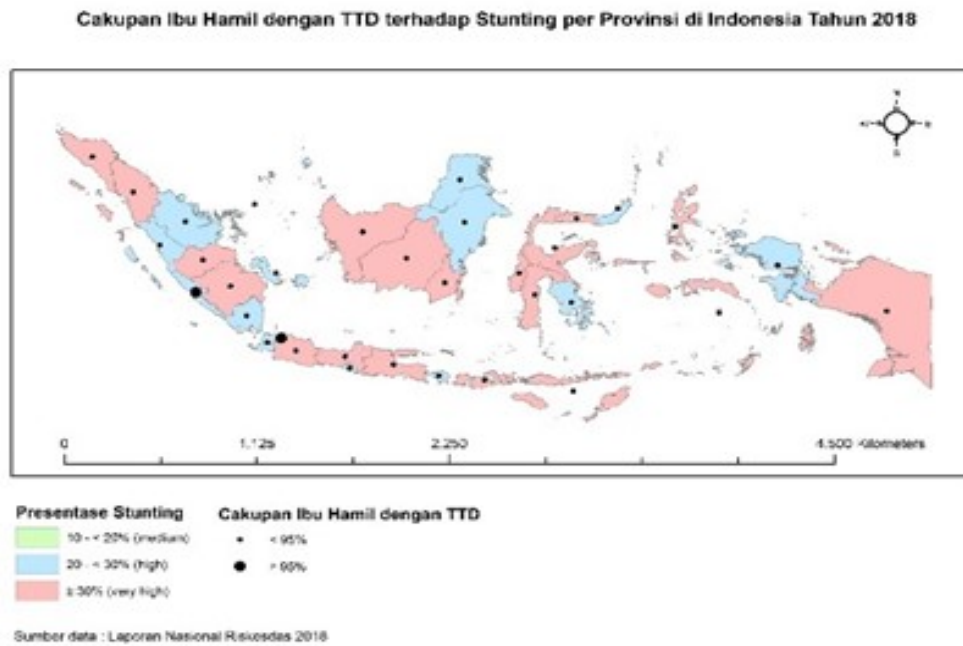 Cakupan Ibu Hamil dengan TTD terhadap Stunting per Provinsi di Indonesia Tahun 2018
0 1,125 2,250 4,500 Kilometers
Presentase Stunting
10 - < 20% (medium)
20 - < 30% (high)
≥ 30% (very high)
Cakupan Ibu Hamil dengan TTD
< 95%
> 95%
Sumber data : Laporan Nasional Riskesdas 2018